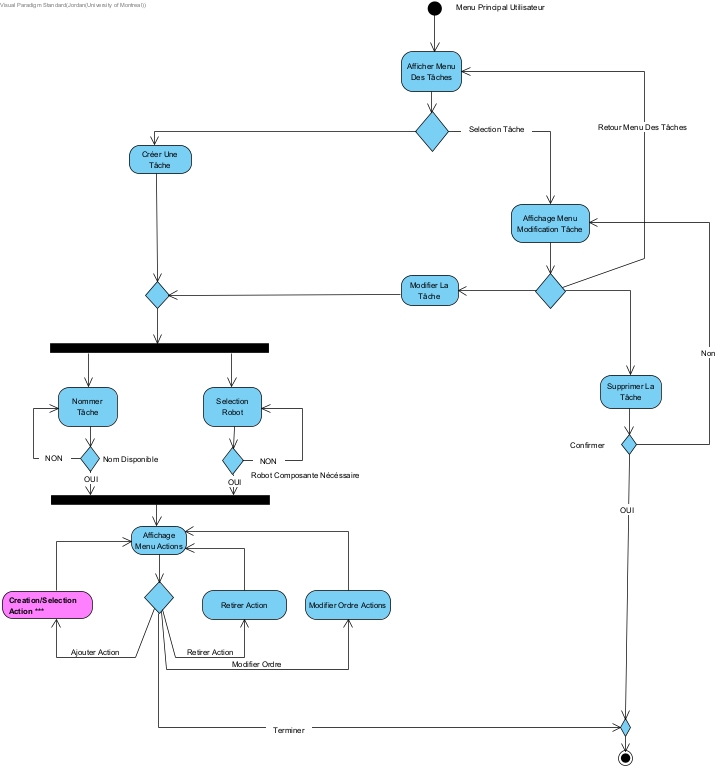 Visual Paradigm Standard(Jordan(University of Montreal))
Menu Principal Utilisateur
Afficher Menu
Des Tâches
Selection Tâche
Retour Menu Des Tâches
Créer Une
Tâche
Affichage Menu
Modification Tâche
Modifier La
Tâche
Non
Nommer
Tâche
Selection
Robot
Supprimer La
Tâche
Confirmer
NON
Nom Disponible
NON
OUI
Robot Composante Nécéssaire
OUI
OUI
Affichage
Menu Actions
Creation/Selection
Action ***
Retirer Action
Modifier Ordre Actions
Ajouter Action
Retirer Action
Modifier Ordre
Terminer